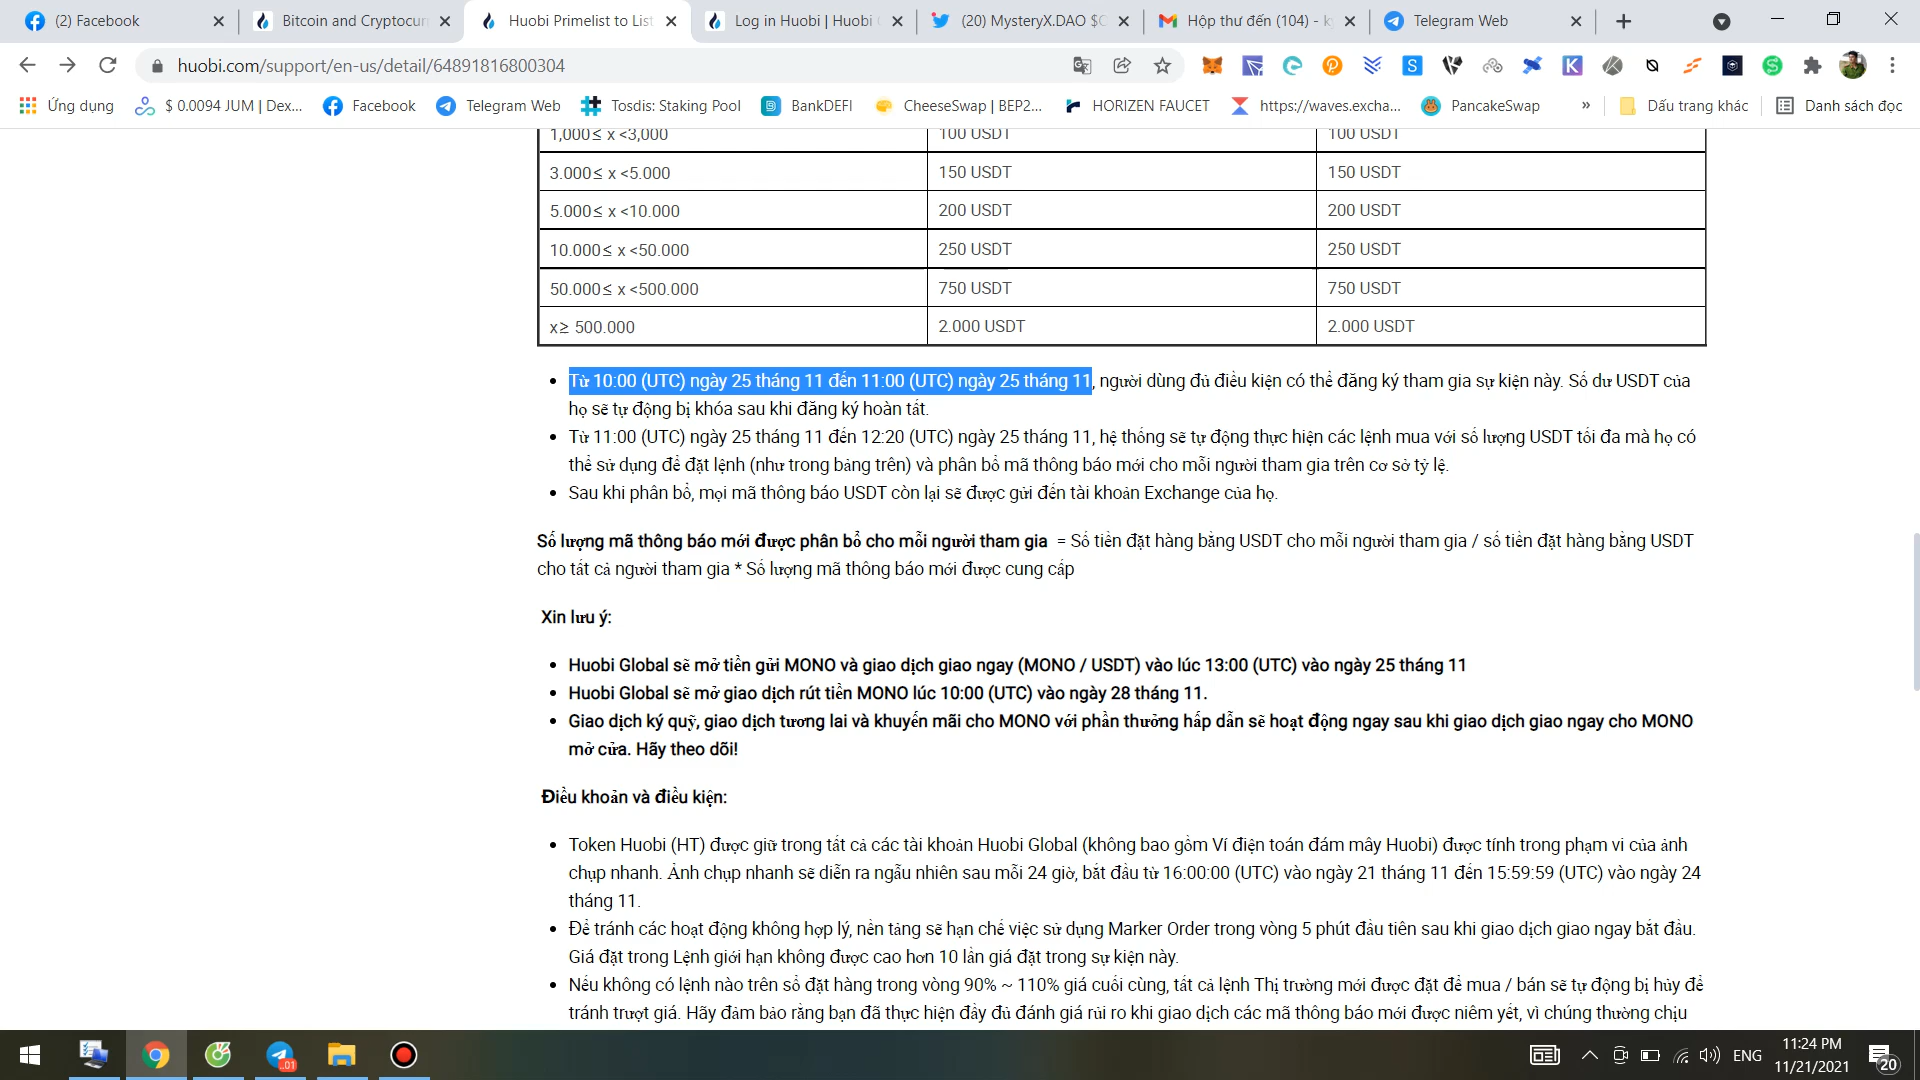 (2) Facebook
Bitcoin and Cryptocurr
Huobi Primelist to List
Log in Huobi | Huobi
(20) MysteryX.DAO $C
Hộp thư đến (104) - k
Telegram Web
huobi.com/support/en-us/detail/64891816800304
Ứng dụng
$ 0.0094 JUM | Dex...
Facebook
Telegram Web
Tosdis: Staking Pool
BankDEFI
CheeseSwap | BEP2...
HORIZEN FAUCET
https://waves.excha...
PancakeSwap
»
Dấu trang khác
Danh sách đọc
1,000≤ x <3,000 100 USDT 100 USDT
3.000≤ x <5.000 150 USDT 150 USDT
5.000≤ x <10.000 200 USDT 200 USDT
10.000≤ x <50.000 250 USDT 250 USDT
50.000≤ x <500.000 750 USDT 750 USDT
x≥ 500.000 2.000 USDT 2.000 USDT
• Từ 10:00 (UTC) ngày 25 tháng 11 đến 11:00 (UTC) ngày 25 tháng 11, người dùng đủ điều kiện có thể đăng ký tham gia sự kiện này. Số dư USDT của
họ sẽ tự động bị khóa sau khi đăng ký hoàn tất.
• Từ 11:00 (UTC) ngày 25 tháng 11 đến 12:20 (UTC) ngày 25 tháng 11, hệ thống sẽ tự động thực hiện các lệnh mua với số lượng USDT tối đa mà họ có
thể sử dụng để đặt lệnh (như trong bảng trên) và phân bổ mã thông báo mới cho mỗi người tham gia trên cơ sở tỷ lệ.
• Sau khi phân bổ, mọi mã thông báo USDT còn lại sẽ được gửi đến tài khoản Exchange của họ.
Số lượng mã thông báo mới được phân bổ cho mỗi người tham gia = Số tiền đặt hàng bằng USDT cho mỗi người tham gia / số tiền đặt hàng bằng USDT
cho tất cả người tham gia * Số lượng mã thông báo mới được cung cấp
Xin lưu ý:
• Huobi Global sẽ mở tiền gửi MONO và giao dịch giao ngay (MONO / USDT) vào lúc 13:00 (UTC) vào ngày 25 tháng 11
• Huobi Global sẽ mở giao dịch rút tiền MONO lúc 10:00 (UTC) vào ngày 28 tháng 11.
• Giao dịch ký quỹ, giao dịch tương lai và khuyến mãi cho MONO với phần thưởng hấp dẫn sẽ hoạt động ngay sau khi giao dịch giao ngay cho MONO
mở cửa. Hãy theo dõi!
Điều khoản và điều kiện:
• Token Huobi (HT) được giữ trong tất cả các tài khoản Huobi Global (không bao gồm Ví điện toán đám mây Huobi) được tính trong phạm vi của ảnh
chụp nhanh. Ảnh chụp nhanh sẽ diễn ra ngẫu nhiên sau mỗi 24 giờ, bắt đầu từ 16:00:00 (UTC) vào ngày 21 tháng 11 đến 15:59:59 (UTC) vào ngày 24
tháng 11.
• Để tránh các hoạt động không hợp lý, nền tảng sẽ hạn chế việc sử dụng Marker Order trong vòng 5 phút đầu tiên sau khi giao dịch giao ngay bắt đầu.
Giá đặt trong Lệnh giới hạn không được cao hơn 10 lần giá đặt trong sự kiện này.
• Nếu không có lệnh nào trên sổ đặt hàng trong vòng 90% ~ 110% giá cuối cùng, tất cả lệnh Thị trường mới được đặt để mua / bán sẽ tự động bị hủy để
tránh trượt giá. Hãy đảm bảo rằng bạn đã thực hiện đầy đủ đánh giá rủi ro khi giao dịch các mã thông báo mới được niêm yết, vì chúng thường chịu
.01
ENG
11:24 PM
11/21/2021
20